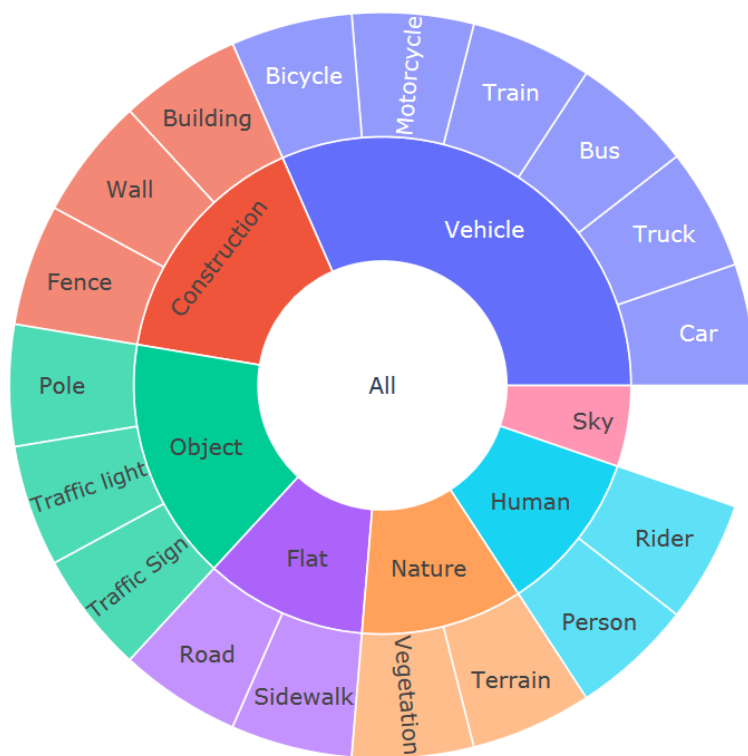 Bicycle
Motorcycle
Train
Bus
Truck
Car
Building
Wall
Fence
Construction
Vehicle
All
Pole
Traffic light
Traffic Sign
Object
Sky
Human
Rider
Person
Flat
Nature
Road
Sidewalk
Vegetation
Terrain